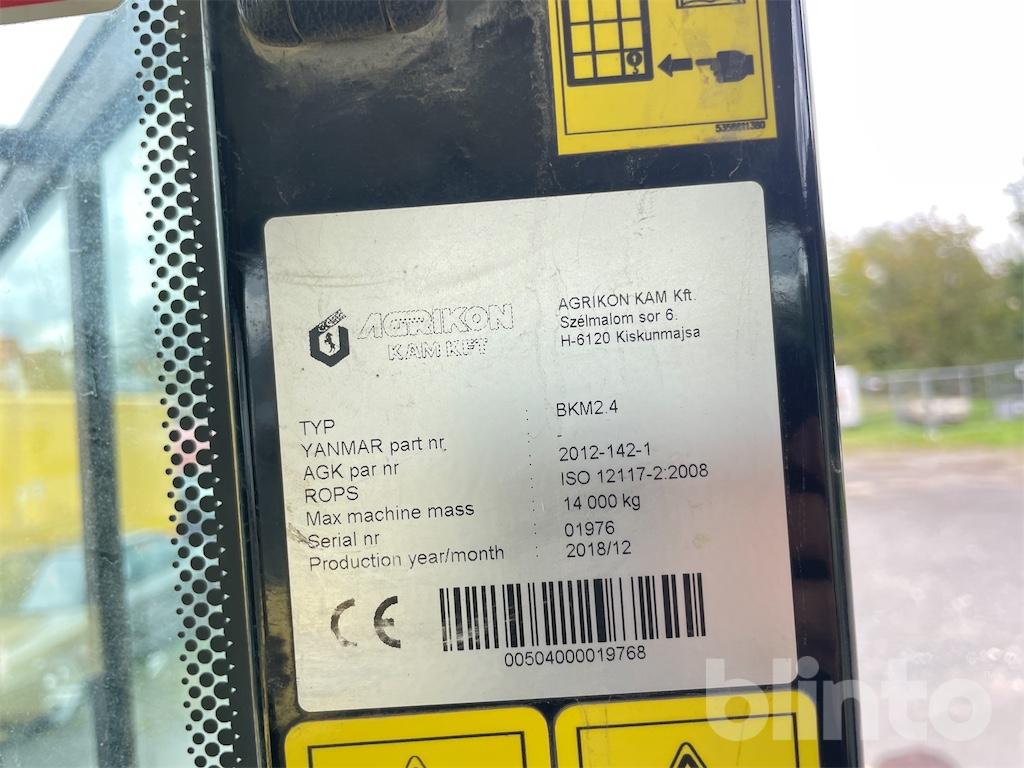 5356611380
AGRIKON
KAM KFT
AGRIKON KAM Kft.
Szélmalom sor 6.
H-6120 Kiskunmajsa
TYP : BKM2.4
YANMAR part nr. : -
AGK par nr : 2012-142-1
ROPS : ISO 12117-2:2008
Max machine mass : 14 000 kg
Serial nr : 01976
Production year/month : 2018/12
CE
00504000019768
blinto